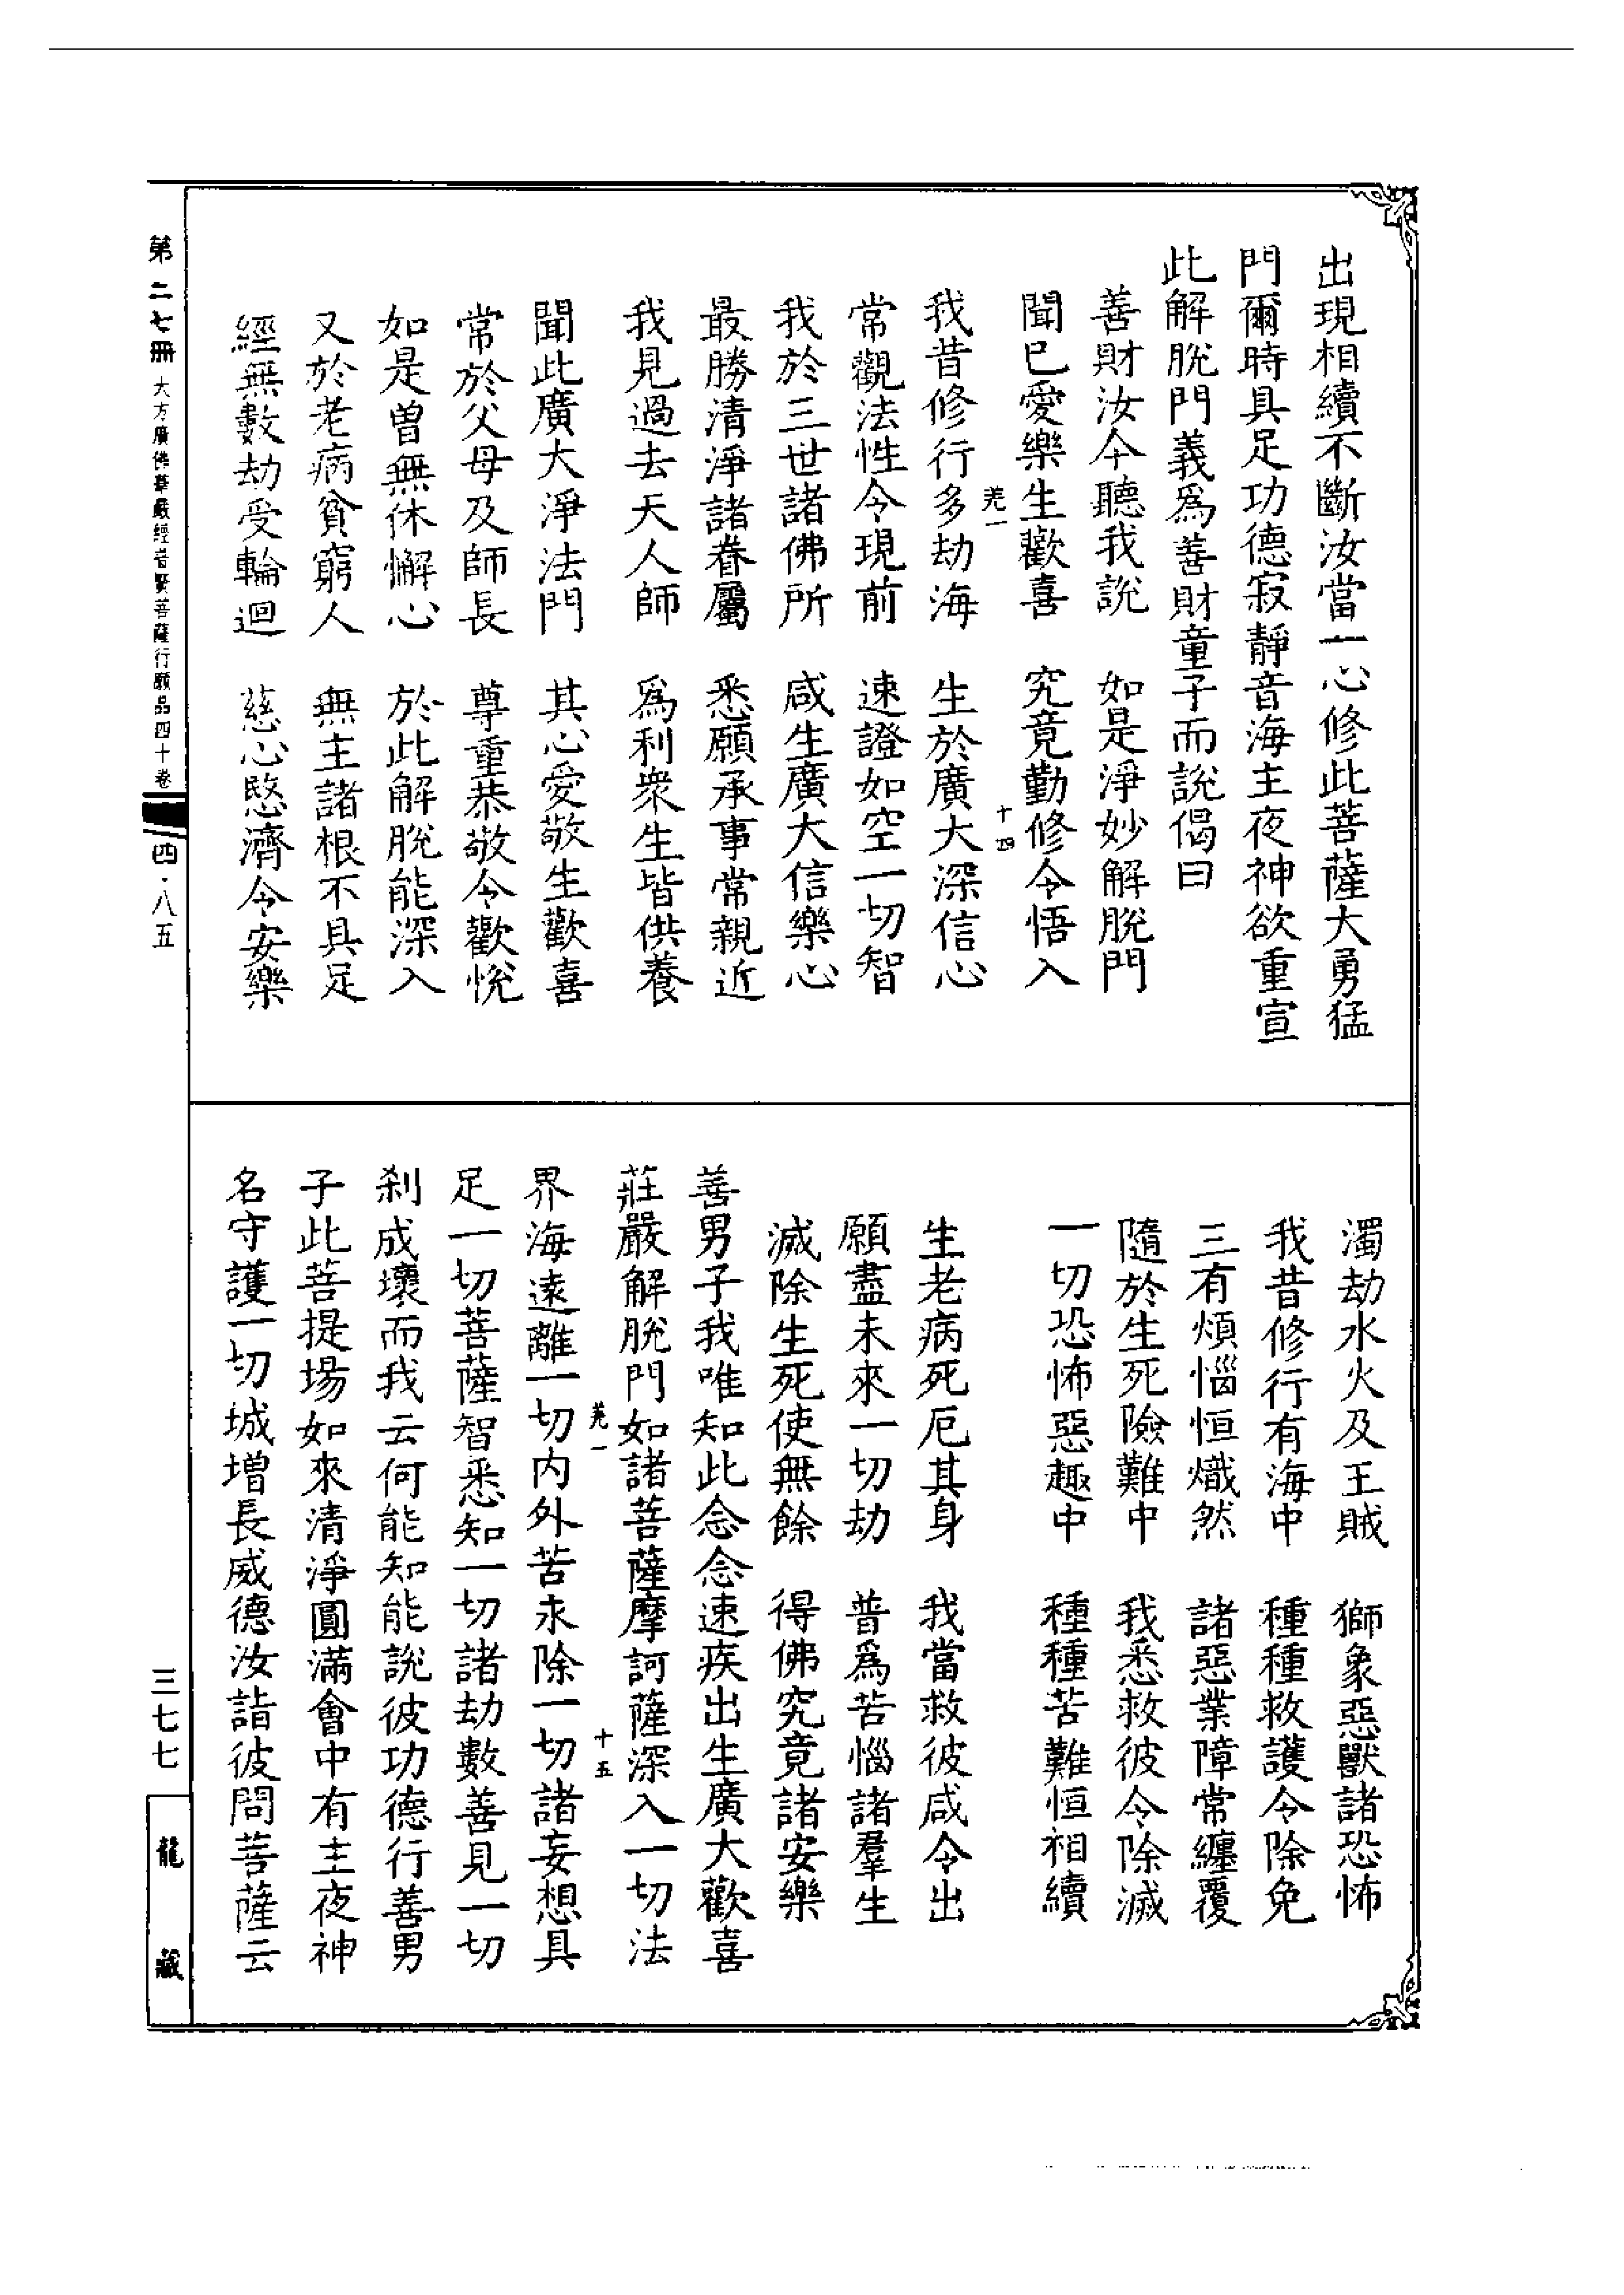 出現相續不斷汝當一心修此菩薩大勇猛
門爾時具足功德寂靜音海主夜神欲重宣
此解脫門義爲善財童子而說偈曰
善財汝今聽我說　如是淨妙解脫門
聞已愛樂生歡喜　究竟勤修令悟入
羌一　十四
我昔修行多劫海　生於廣大深信心
常觀法性令現前　速證如空一切智
我於三世諸佛所　咸生廣大信樂心
最勝清淨諸眷屬　悉願承事常親近
我見過去天人師　爲利衆生皆供養
聞此廣大淨法門　其心愛敬生歡喜
常於父母及師長　尊重恭敬令歡悅
如是曾無休懈心　於此解脫能深入
又於老病貧窮人　無主諸根不具足
經無數劫受輪迴　慈心愍濟令安樂
濁劫水火及王賊　獅象惡獸諸恐怖
我昔修行有海中　種種救護令除免
三有煩惱恒熾然　諸惡業障常纏覆
隨於生死險難中　我悉救彼令除滅
一切恐怖惡趣中　種種苦難恒相續
生老病死厄其身　我當救彼咸令出
願盡未來一切劫　普爲苦惱諸羣生
滅除生死使無餘　得佛究竟諸安樂
善男子我唯知此念念速疾出生廣大歡喜
莊嚴解脫門如諸菩薩摩訶薩深入一切法
羌一　十五
界海遠離一切内外苦永除一切諸妄想具
足一切菩薩智悉知一切諸劫數善見一切
刹成壞而我云何能知能說彼功德行善男
子此菩提場如來清淨圓滿會中有主夜神
名守護一切城增長威德汝詣彼問菩薩云
第二七冊　大方廣佛華嚴經普賢菩薩行願品四十卷　四·八五
三七七　龍藏